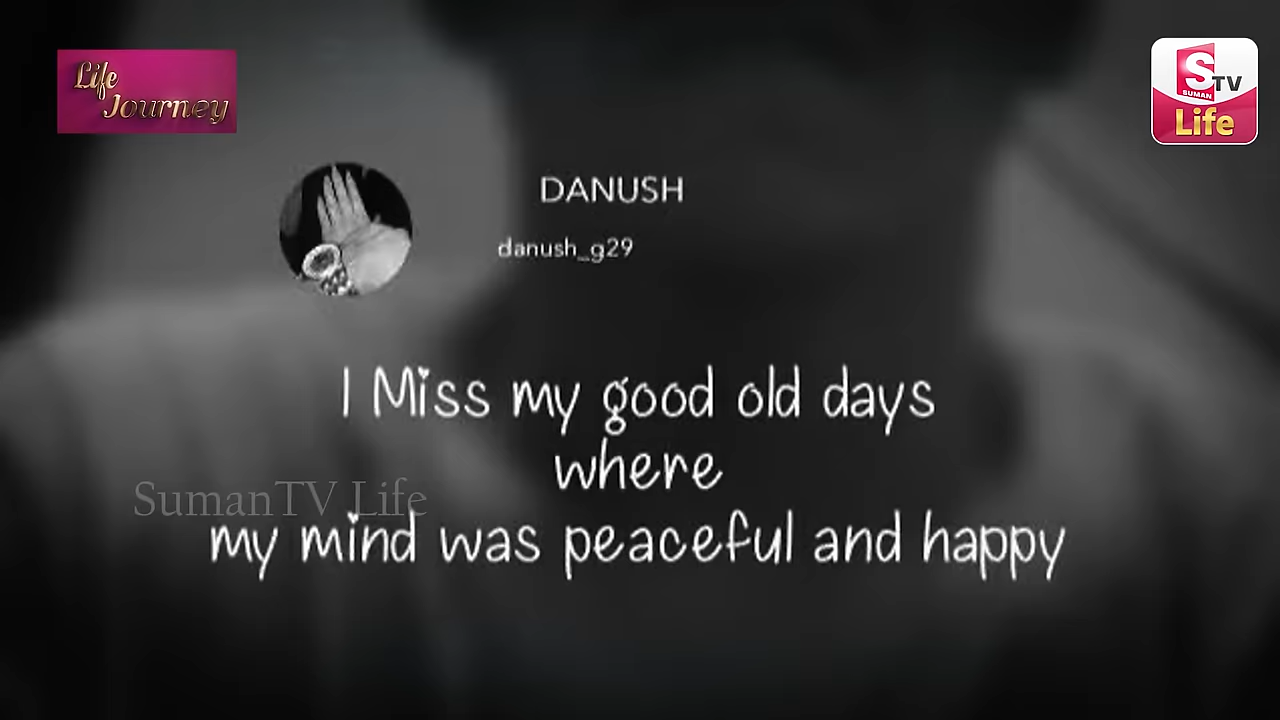 Life
Journey
S TV
SUMAN
Life
DANUSH
danush_g29
I Miss my good old days
where
SumanTV Life
my mind was peaceful and happy